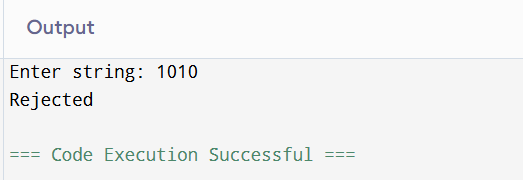 Output
Enter string: 1010
Rejected
=== Code Execution Successful ===